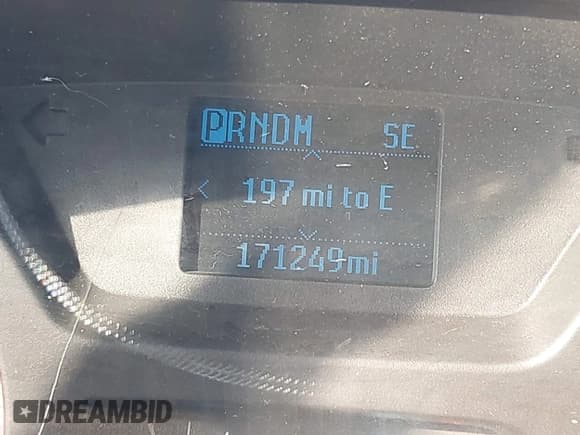 PRNDM SE
197 mi to E
171249mi
DREAMBID